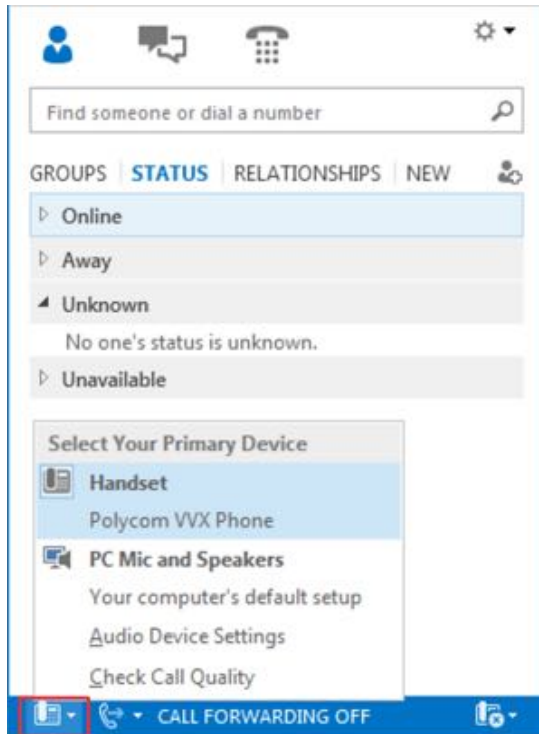 Find someone or dial a number
GROUPS STATUS RELATIONSHIPS NEW
Online
Away
Unknown
No one's status is unknown.
Unavailable
Select Your Primary Device
Handset
Polycom VVX Phone
PC Mic and Speakers
Your computer's default setup
Audio Device Settings
Check Call Quality
CALL FORWARDING OFF